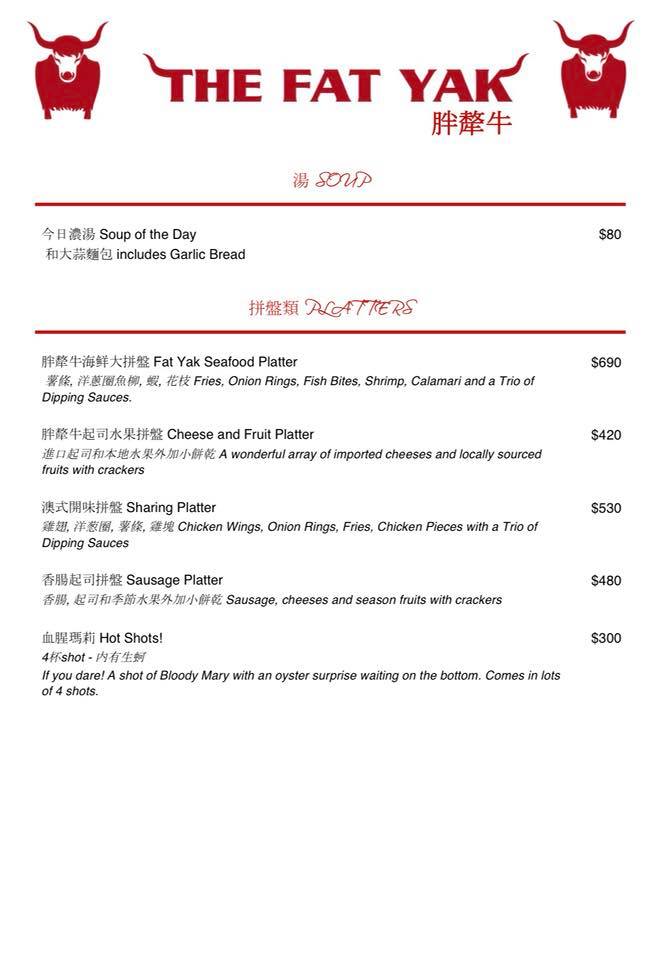 THE FAT YAK
胖犛牛
湯 SOUP
今日濃湯 Soup of the Day $80
和大蒜麵包 includes Garlic Bread
拼盤類 PLATTERS
胖犛牛海鮮大拼盤 Fat Yak Seafood Platter $690
薯條, 洋蔥圈魚柳, 蝦, 花枝 Fries, Onion Rings, Fish Bites, Shrimp, Calamari and a Trio of
Dipping Sauces.
胖犛牛起司水果拼盤 Cheese and Fruit Platter $420
進口起司和本地水果外加小餅乾 A wonderful array of imported cheeses and locally sourced
fruits with crackers
澳式開味拼盤 Sharing Platter $530
雞翅, 洋葱圈, 薯條, 雞塊 Chicken Wings, Onion Rings, Fries, Chicken Pieces with a Trio of
Dipping Sauces
香腸起司拼盤 Sausage Platter $480
香腸, 起司和季節水果外加小餅乾 Sausage, cheeses and season fruits with crackers
血腥瑪莉 Hot Shots! $300
4杯shot - 内有生蚵
If you dare! A shot of Bloody Mary with an oyster surprise waiting on the bottom. Comes in lots
of 4 shots.